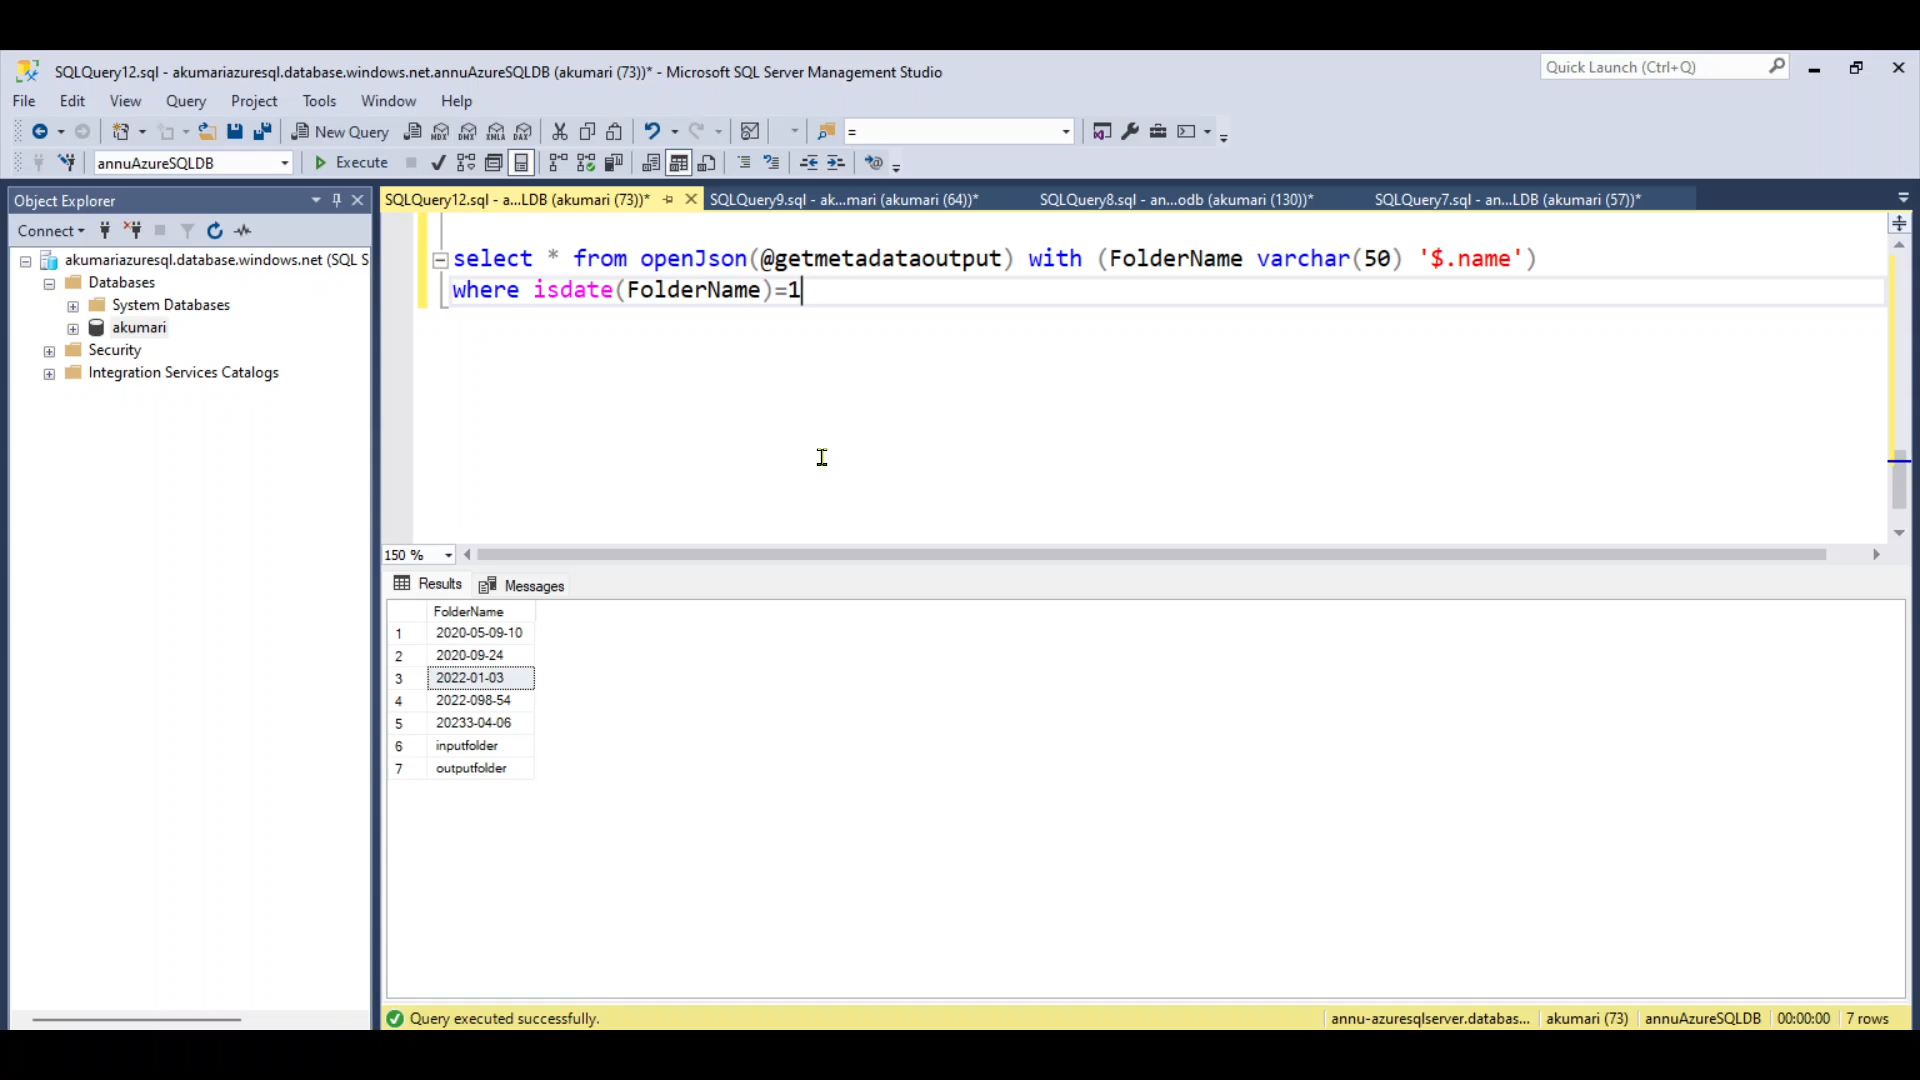 SQLQuery12.sql - akumariazuresql.database.windows.net.annuAzureSQLDB (akumari (73))* - Microsoft SQL Server Management Studio
Quick Launch (Ctrl+Q)
File Edit View Query Project Tools Window Help
New Query
=
annuAzureSQLDB
Execute
Object Explorer
SQLQuery12.sql - a...LDB (akumari (73))*
SQLQuery9.sql - ak...mari (akumari (64))*
SQLQuery8.sql - an...odb (akumari (130))*
SQLQuery7.sql - an...LDB (akumari (57))*
Connect
akumariazuresql.database.windows.net (SQL S
Databases
System Databases
akumari
Security
Integration Services Catalogs
select * from openJson(@getmetadataoutput) with (FolderName varchar(50) '$.name')
where isdate(FolderName)=1
150 %
Results
Messages
FolderName
1 2020-05-09-10
2 2020-09-24
3 2022-01-03
4 2022-098-54
5 20233-04-06
6 inputfolder
7 outputfolder
Query executed successfully.
annu-azuresqlserver.databas...
akumari (73)
annuAzureSQLDB
00:00:00
7 rows